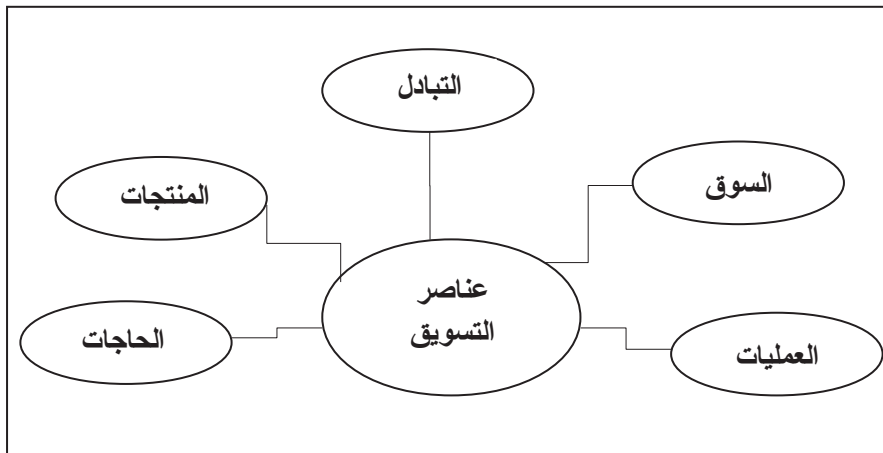 التبادل
السوق
المنتجات
عناصر
التسويق
الحاجات
العمليات